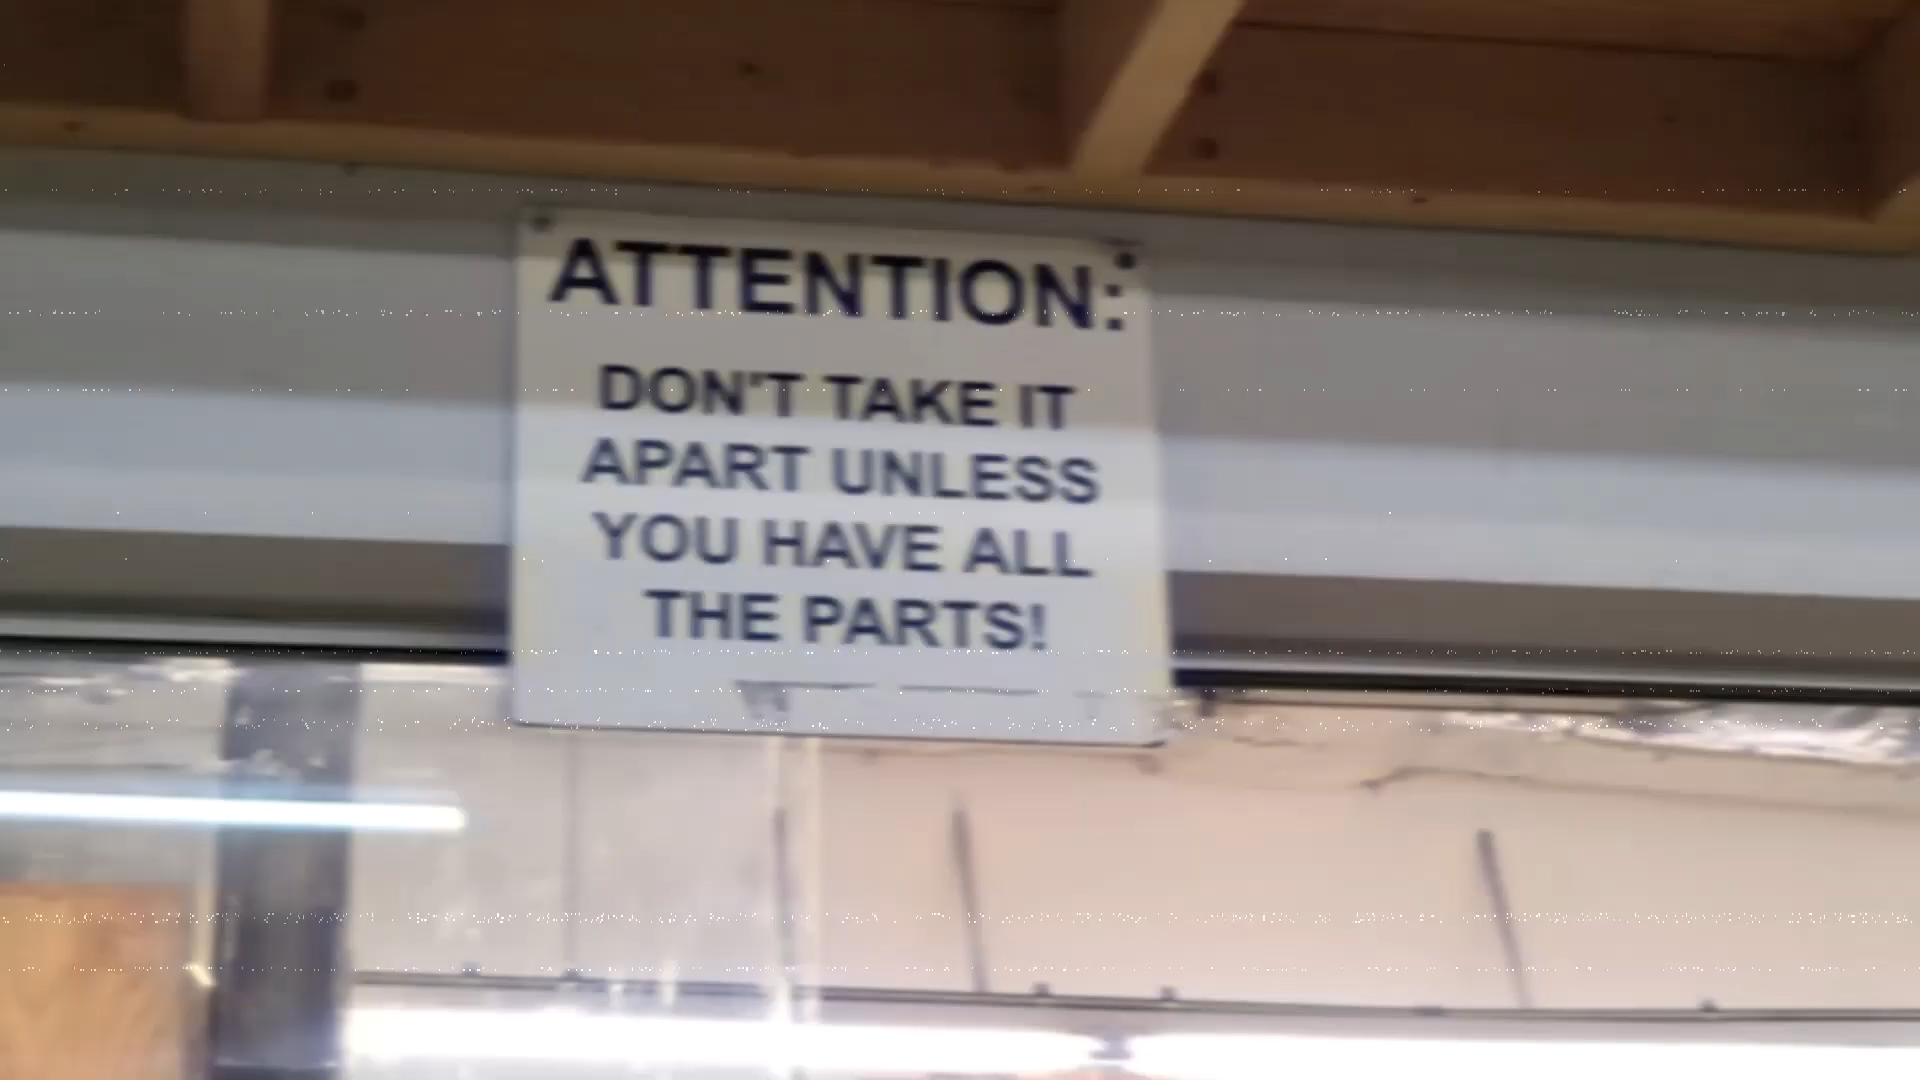 ATTENTION:
DON'T TAKE IT
APART UNLESS
YOU HAVE ALL
THE PARTS!